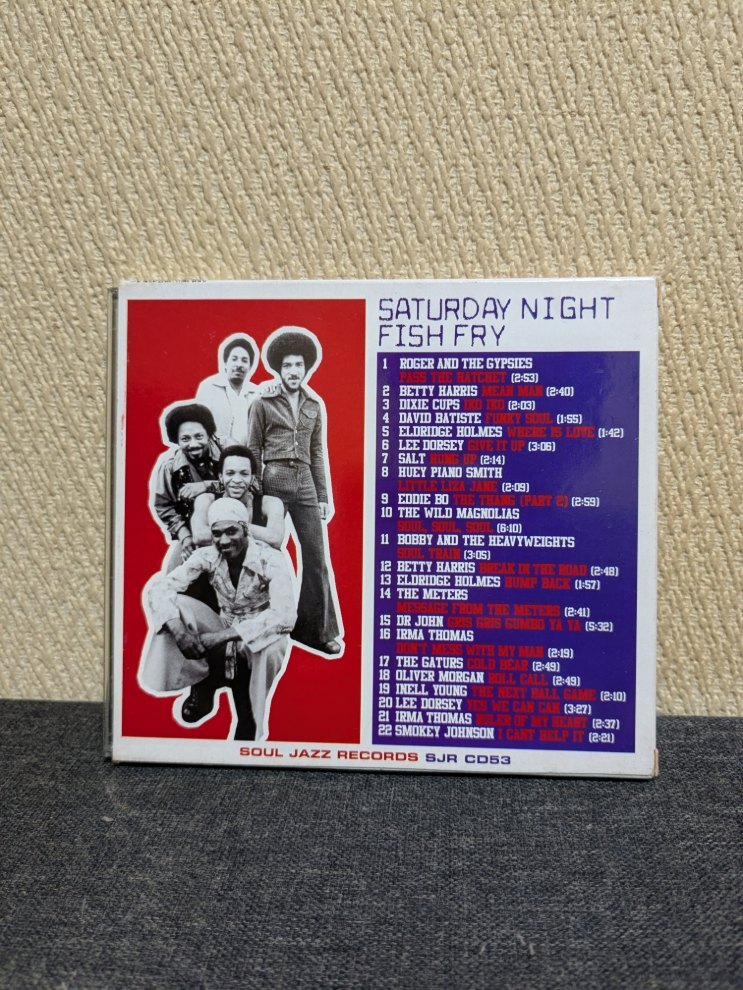 SATURDAY NIGHT
FISH FRY
1 ROGER AND THE GYPSIES
PASS THE HATCHET (2:53)
2 BETTY HARRIS MEAN MAN (2:40)
3 DIXIE CUPS IKO IKO (2:03)
4 DAVID BATISTE FUNKY SOUL (1:55)
5 ELDRIDGE HOLMES WHERE IS LOVE (1:42)
6 LEE DORSEY GIVE IT UP (3:06)
7 SALT HUNG UP (2:14)
8 HUEY PIANO SMITH
LITTLE LIZA JANE (2:09)
9 EDDIE BO THE THANG (PART 2) (2:59)
10 THE WILD MAGNOLIAS
SOUL, SOUL, SOUL (6:10)
11 BOBBY AND THE HEAVYWEIGHTS
SOUL TRAIN (3:05)
12 BETTY HARRIS BREAK IN THE ROAD (2:48)
13 ELDRIDGE HOLMES HUMP BACK (1:57)
14 THE METERS
MESSAGE FROM THE METERS (2:41)
15 DR JOHN GRIS GRIS GUMBO YA YA (5:32)
16 IRMA THOMAS
DON'T MESS WITH MY MAN (2:19)
17 THE GATURS COLD BEAR (2:49)
18 OLIVER MORGAN ROLL CALL (2:49)
19 INELL YOUNG THE NEXT BALL GAME (2:10)
20 LEE DORSEY YES WE CAN CAN (3:27)
21 IRMA THOMAS RULER OF MY HEART (2:37)
22 SMOKEY JOHNSON I CANT HELP IT (2:21)
SOUL JAZZ RECORDS SJR CD53